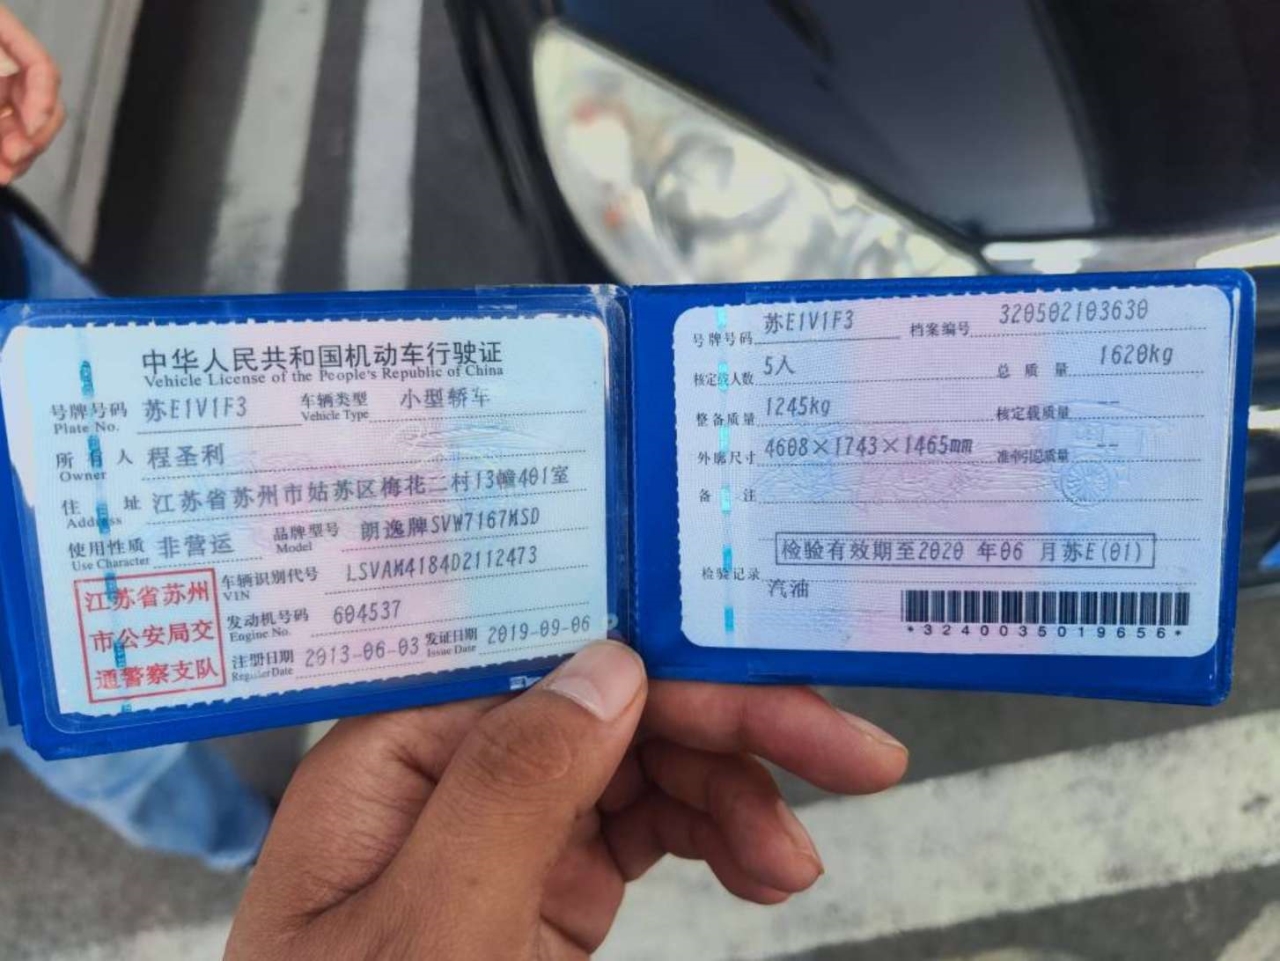 中华人民共和国机动车行驶证
Vehicle License of the People's Republic of China
号牌号码 苏E1V1F3 车辆类型 小型轿车
Plate No. Vehicle Type
所有人 程圣利
Owner
住址 江苏省苏州市姑苏区梅花二村13幢401室
Address
使用性质 非营运 品牌型号 朗逸牌SVW7167MSD
Use Character Model
车辆识别代号 LSVAM4184D2112473
VIN
发动机号码 604537
Engine No.
注册日期 2013-06-03 发证日期 2019-09-06
Register Date Issue Date
江苏省苏州
市公安局交
通警察支队
号牌号码 苏E1V1F3 档案编号 320502103630
核定载人数 5人 总质量 1620kg
整备质量 1245kg 核定载质量 --
外廓尺寸 4608×1743×1465mm 准牵引总质量 --
备注
检验有效期至2020 年06 月苏E(01)
检验记录
汽油
*3240035019656*